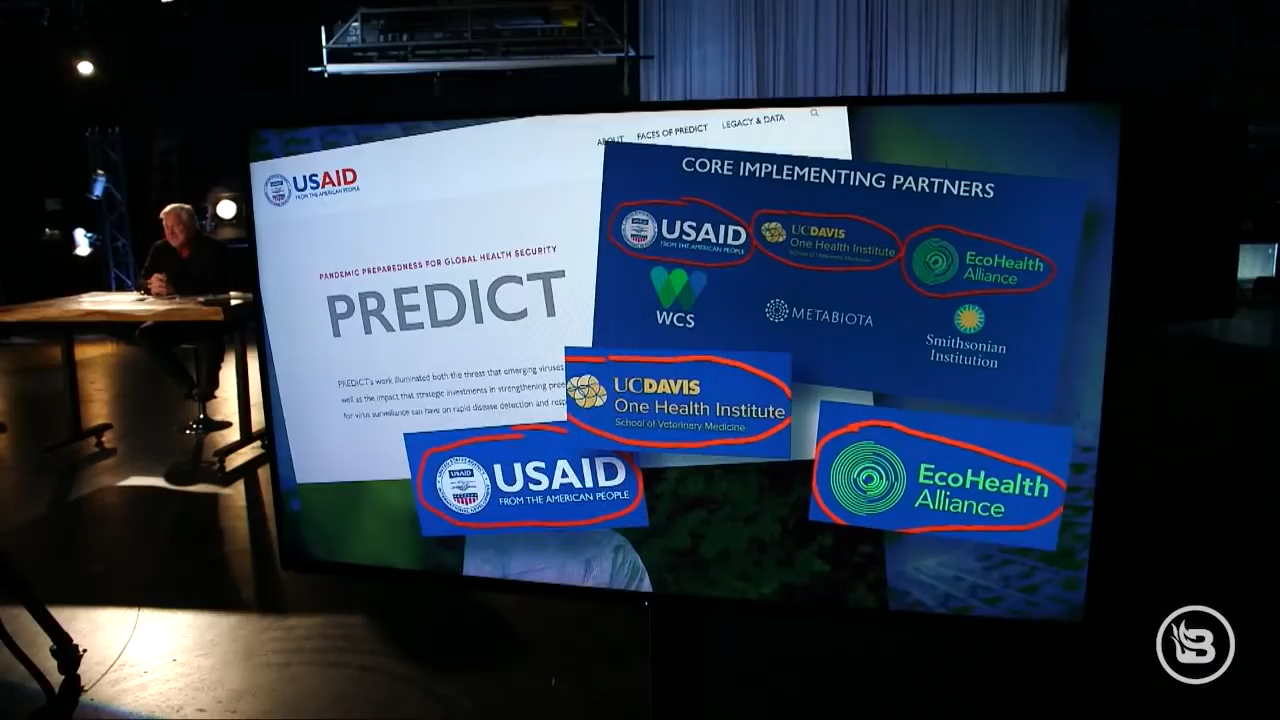 ABOUT FACES OF PREDICT LEGACY & DATA
USAID
FROM THE AMERICAN PEOPLE
PANDEMIC PREPAREDNESS FOR GLOBAL HEALTH SECURITY
PREDICT
PREDICT's work illuminated both the threat that emerging viruses
well as the impact that strategic investments in strengthening
for virus surveillance can have on rapid disease detection and
CORE IMPLEMENTING PARTNERS
USAID
FROM THE AMERICAN PEOPLE
UCDAVIS
One Health Institute
School of Veterinary Medicine
EcoHealth
Alliance
WCS
METABIOTA
Smithsonian
Institution
UCDAVIS
One Health Institute
School of Veterinary Medicine
USAID
USAID
FROM THE AMERICAN PEOPLE
EcoHealth
Alliance
B